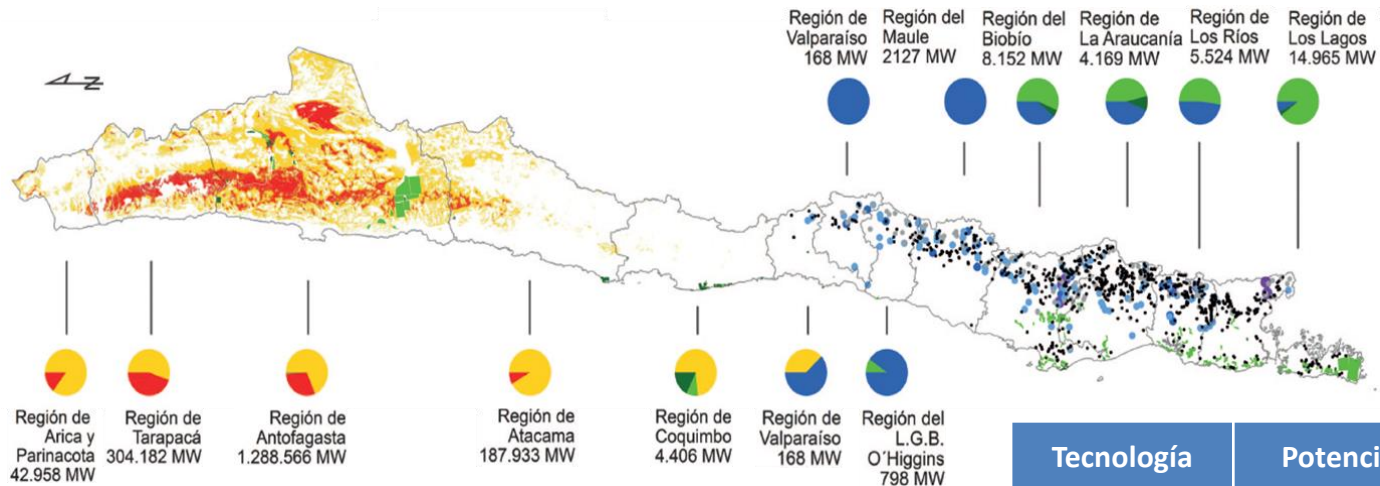 Región de
Valparaíso
168 MW
Región del
Maule
2127 MW
Región del
Biobío
8.152 MW
Región de
La Araucanía
4.169 MW
Región de
Los Ríos
5.524 MW
Región de
Los Lagos
14.965 MW
Z
Región de
Arica y
Parinacota
42.958 MW
Región de
Tarapacá
304.182 MW
Región de
Antofagasta
1.288.566 MW
Región de
Atacama
187.933 MW
Región de
Coquimbo
4.406 MW
Región de
Valparaíso
168 MW
Región del
L.G.B.
O´Higgins
798 MW
Tecnología
Potenci